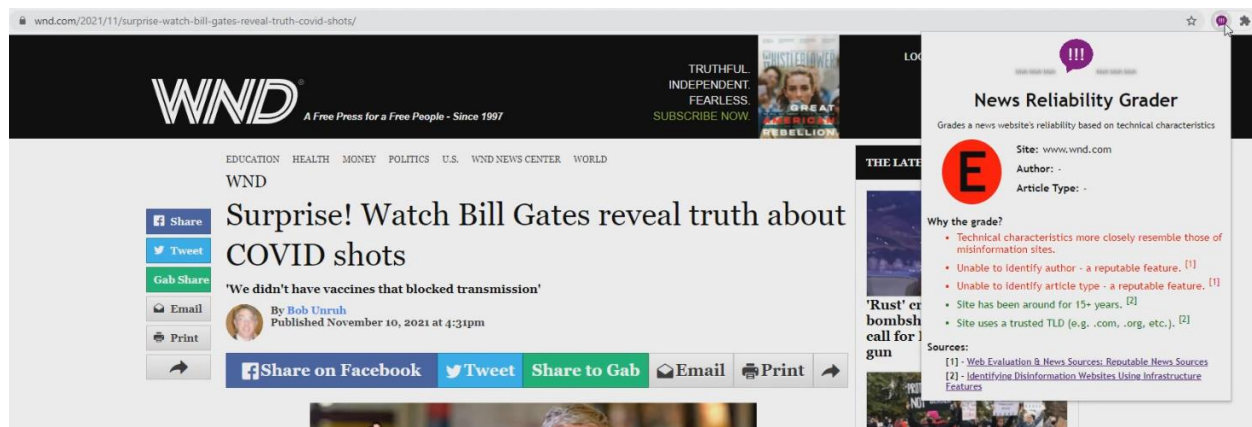 wnd.com/2021/11/surprise-watch-bill-gates-reveal-truth-covid-shots/
WND®
A Free Press for a Free People - Since 1997
TRUTHFUL.
INDEPENDENT.
FEARLESS.
SUBSCRIBE NOW.
WHISTLEBLOWER
GREAT
AMERICAN
REBELLION
LOG
EDUCATION HEALTH MONEY POLITICS U.S. WND NEWS CENTER WORLD
WND
Surprise! Watch Bill Gates reveal truth about
COVID shots
'We didn't have vaccines that blocked transmission'
By Bob Unruh
Published November 10, 2021 at 4:31pm
Share
Tweet
Gab Share
Email
Print
Share on Facebook
Tweet
Share to Gab
Email
Print
THE LATE
'Rust' cr
bombsh
call for
gun
!!!
News Reliability Grader
Grades a news website's reliability based on technical characteristics
E
Site: www.wnd.com
Author: -
Article Type: -
Why the grade?
• Technical characteristics more closely resemble those of
misinformation sites.
• Unable to identify author - a reputable feature. [1]
• Unable to identify article type - a reputable feature. [1]
• Site has been around for 15+ years. [2]
• Site uses a trusted TLD (e.g. .com, .org, etc.). [2]
Sources:
[1] - Web Evaluation & News Sources: Reputable News Sources
[2] - Identifying Disinformation Websites Using Infrastructure
Features